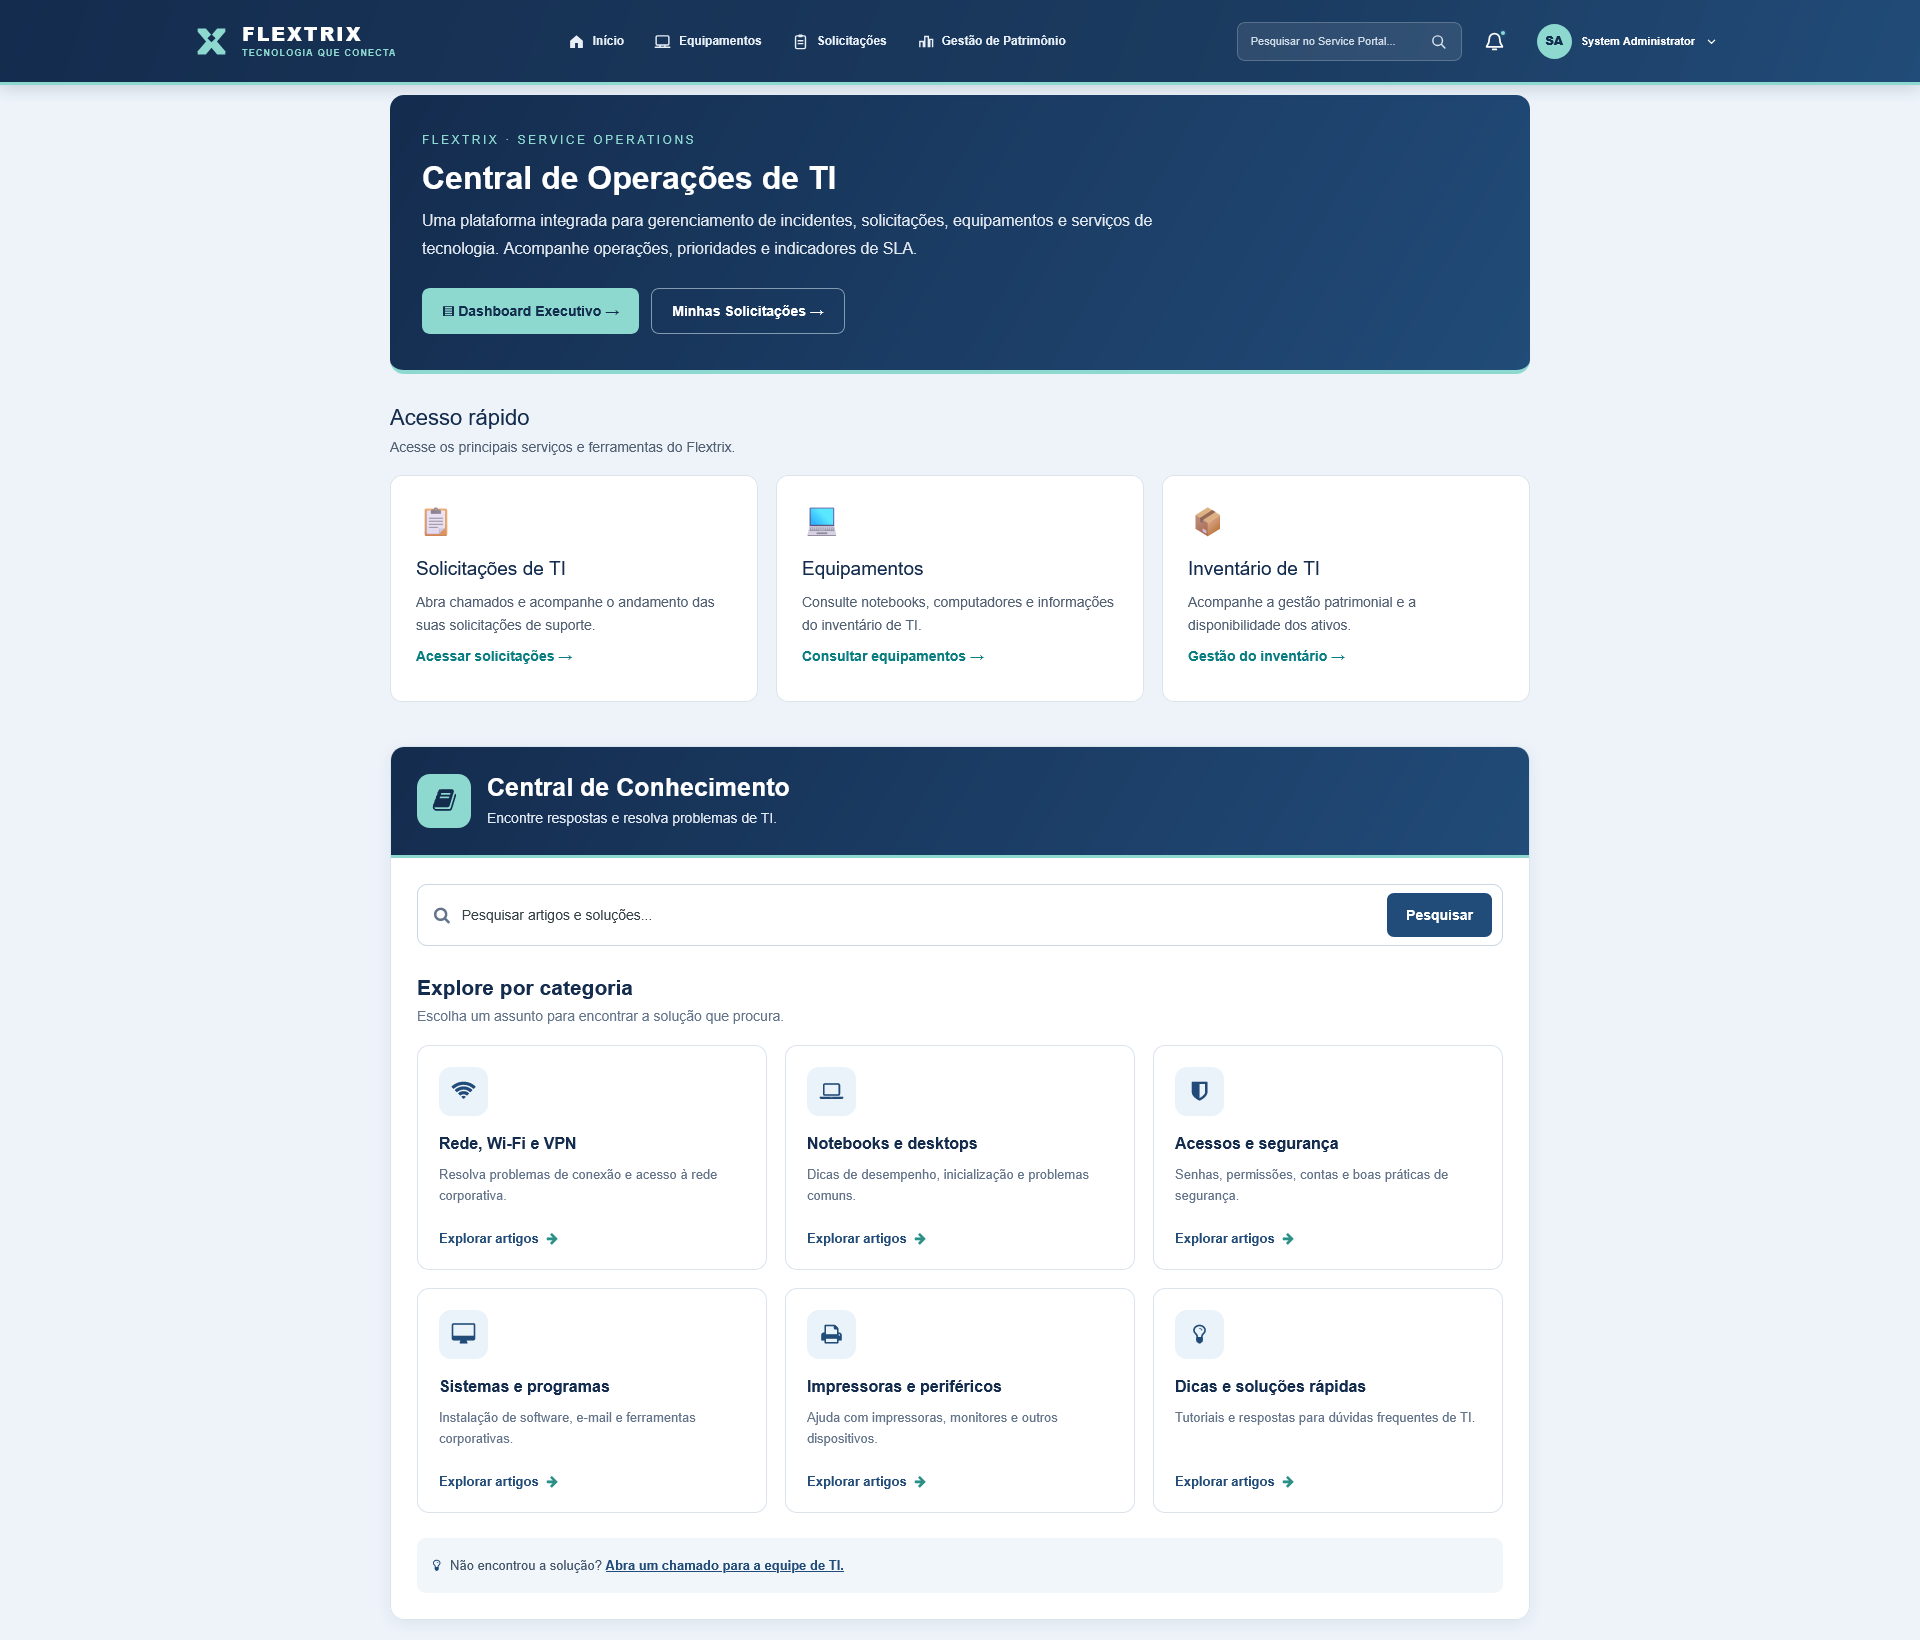 FLEXTRIX
TECNOLOGIA QUE CONECTA
Início
Equipamentos
Solicitações
Gestão de Patrimônio
Pesquisar no Service Portal...
SA
System Administrator
FLEXTRIX · SERVICE OPERATIONS
Central de Operações de TI
Uma plataforma integrada para gerenciamento de incidentes, solicitações, equipamentos e serviços de
tecnologia. Acompanhe operações, prioridades e indicadores de SLA.
Dashboard Executivo →
Minhas Solicitações →
Acesso rápido
Acesse os principais serviços e ferramentas do Flextrix.
Solicitações de TI
Abra chamados e acompanhe o andamento das
suas solicitações de suporte.
Acessar solicitações →
Equipamentos
Consulte notebooks, computadores e informações
do inventário de TI.
Consultar equipamentos →
Inventário de TI
Acompanhe a gestão patrimonial e a
disponibilidade dos ativos.
Gestão do inventário →
Central de Conhecimento
Encontre respostas e resolva problemas de TI.
Pesquisar artigos e soluções...
Pesquisar
Explore por categoria
Escolha um assunto para encontrar a solução que procura.
Rede, Wi-Fi e VPN
Resolva problemas de conexão e acesso à rede
corporativa.
Explorar artigos →
Notebooks e desktops
Dicas de desempenho, inicialização e problemas
comuns.
Explorar artigos →
Acessos e segurança
Senhas, permissões, contas e boas práticas de
segurança.
Explorar artigos →
Sistemas e programas
Instalação de software, e-mail e ferramentas
corporativas.
Explorar artigos →
Impressoras e periféricos
Ajuda com impressoras, monitores e outros
dispositivos.
Explorar artigos →
Dicas e soluções rápidas
Tutoriais e respostas para dúvidas frequentes de TI.
Explorar artigos →
Não encontrou a solução? Abra um chamado para a equipe de TI.